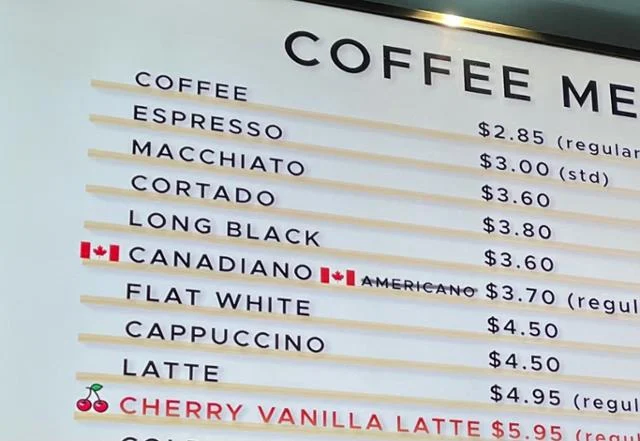 COFFEE ME
COFFEE $2.85 (regular
ESPRESSO $3.00 (std)
MACCHIATO $3.60
CORTADO $3.80
LONG BLACK $3.60
CANADIANO AMERICANO $3.70 (regul
FLAT WHITE $4.50
CAPPUCCINO $4.50
LATTE $4.95 (regul
CHERRY VANILLA LATTE $5.95 (regu